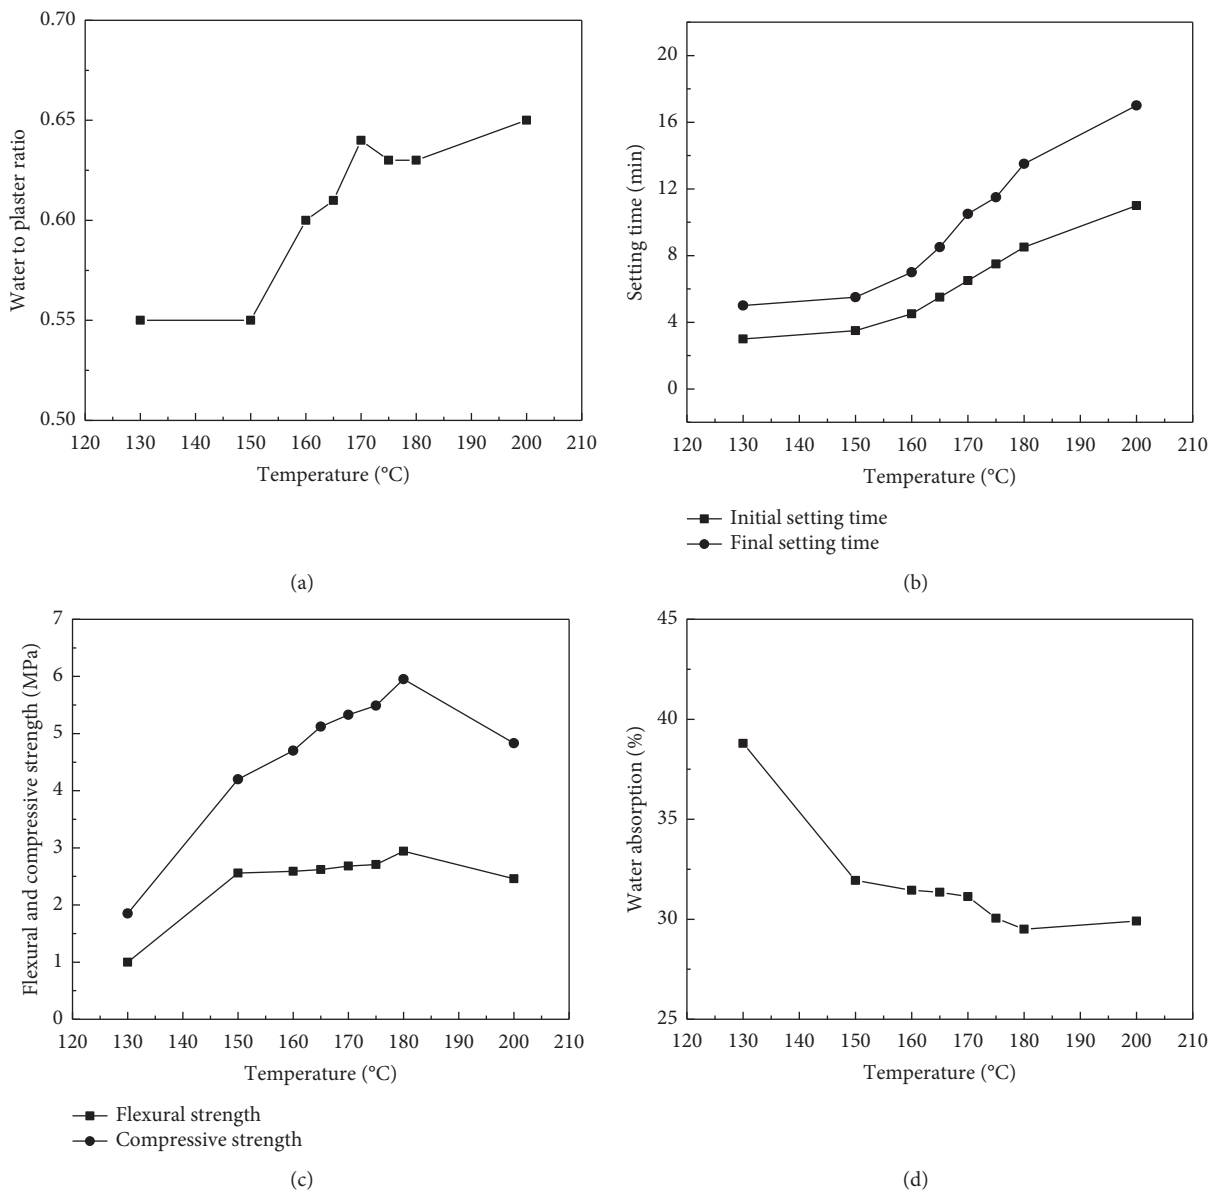 0.70
0.65
0.60
0.55
0.50
Water to plaster ratio
120 130 140 150 160 170 180 190 200 210
Temperature (°C)
(a)
20
16
12
8
4
0
Setting time (min)
120 130 140 150 160 170 180 190 200 210
Temperature (°C)
Initial setting time
Final setting time
(b)
7
6
5
4
3
2
1
0
Flexural and compressive strength (MPa)
120 130 140 150 160 170 180 190 200 210
Temperature (°C)
Flexural strength
Compressive strength
(c)
45
40
35
30
25
Water absorption (%)
120 130 140 150 160 170 180 190 200 210
Temperature (°C)
(d)